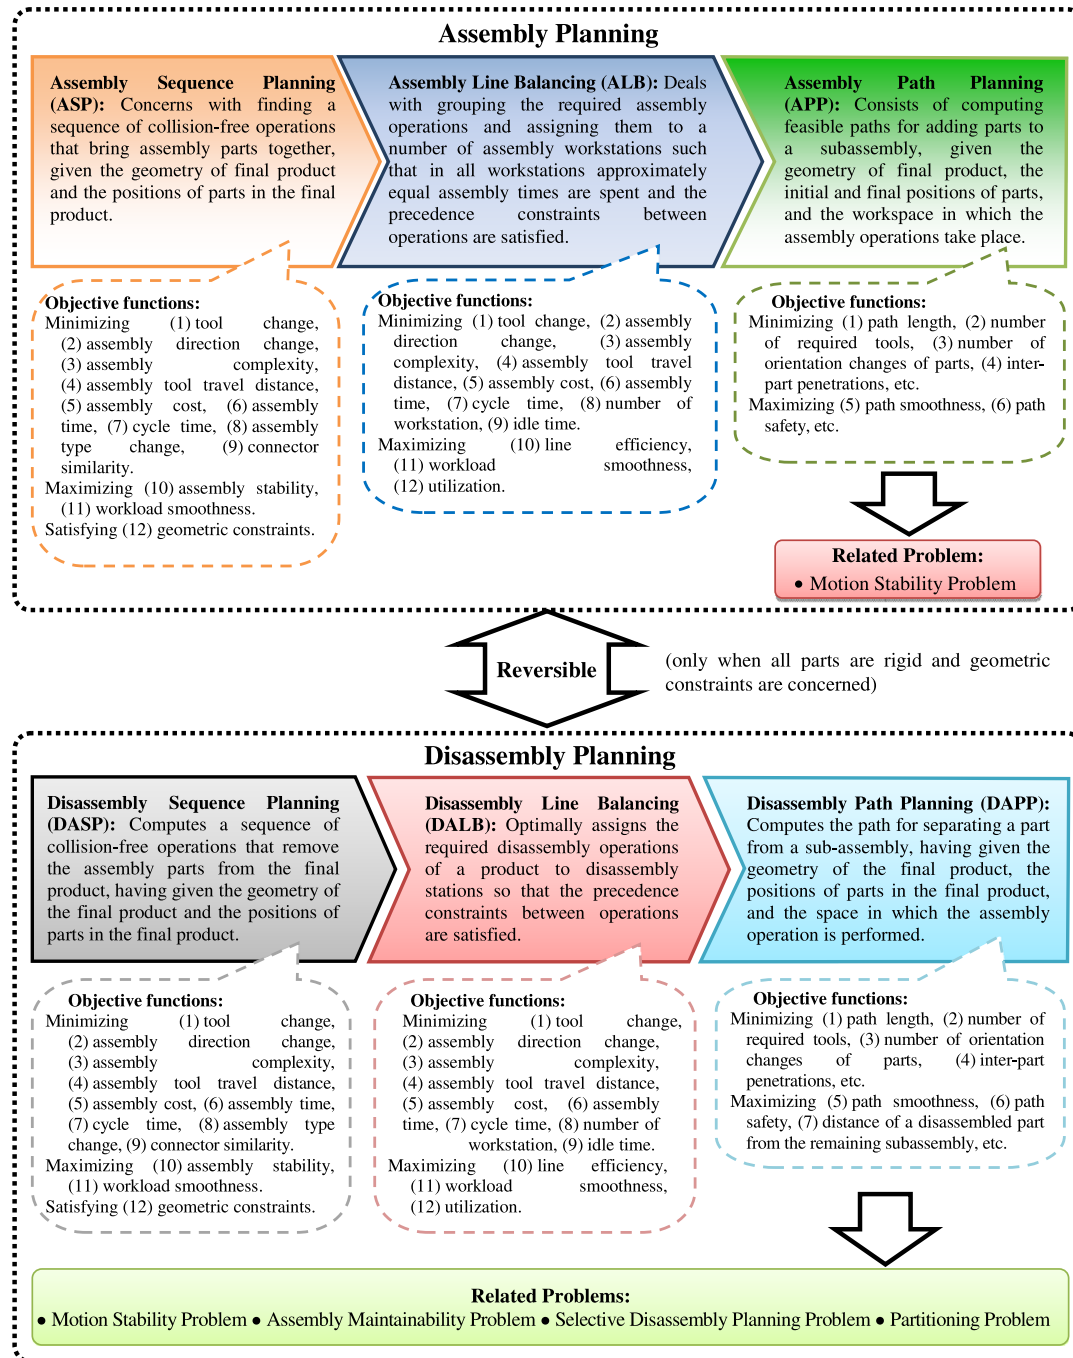 Assembly Planning
Assembly Sequence Planning
(ASP): Concerns with finding a
sequence of collision-free operations
that bring assembly parts together,
given the geometry of final product
and the positions of parts in the final
product.
Assembly Line Balancing (ALB): Deals
with grouping the required assembly
operations and assigning them to a
number of assembly workstations such
that in all workstations approximately
equal assembly times are spent and the
precedence constraints between
operations are satisfied.
Assembly Path Planning
(APP): Consists of computing
feasible paths for adding parts to
a subassembly, given the
geometry of final product, the
initial and final positions of parts,
and the workspace in which the
assembly operations take place.
Objective functions:
Minimizing (1) tool change,
(2) assembly direction change,
(3) assembly complexity,
(4) assembly tool travel distance,
(5) assembly cost, (6) assembly
time, (7) cycle time, (8) assembly
type change, (9) connector
similarity.
Maximizing (10) assembly stability,
(11) workload smoothness.
Satisfying (12) geometric constraints.
Objective functions:
Minimizing (1) tool change, (2) assembly
direction change, (3) assembly
complexity, (4) assembly tool travel
distance, (5) assembly cost, (6) assembly
time, (7) cycle time, (8) number of
workstation, (9) idle time.
Maximizing (10) line efficiency,
(11) workload smoothness,
(12) utilization.
Objective functions:
Minimizing (1) path length, (2) number
of required tools, (3) number of
orientation changes of parts, (4) inter-
part penetrations, etc.
Maximizing (5) path smoothness, (6) path
safety, etc.
Related Problem:
● Motion Stability Problem
Reversible
(only when all parts are rigid and geometric
constraints are concerned)
Disassembly Planning
Disassembly Sequence Planning
(DASP): Computes a sequence of
collision-free operations that remove
the assembly parts from the final
product, having given the geometry of
the final product and the positions of
parts in the final product.
Disassembly Line Balancing
(DALB): Optimally assigns the
required disassembly operations
of a product to disassembly
stations so that the precedence
constraints between operations
are satisfied.
Disassembly Path Planning (DAPP):
Computes the path for separating a part
from a sub-assembly, having given the
geometry of the final product, the
positions of parts in the final product,
and the space in which the assembly
operation is performed.
Objective functions:
Minimizing (1) tool change,
(2) assembly direction change,
(3) assembly complexity,
(4) assembly tool travel distance,
(5) assembly cost, (6) assembly time,
(7) cycle time, (8) assembly type
change, (9) connector similarity.
Maximizing (10) assembly stability,
(11) workload smoothness.
Satisfying (12) geometric constraints.
Objective functions:
Minimizing (1) tool change,
(2) assembly direction change,
(3) assembly complexity,
(4) assembly tool travel distance,
(5) assembly cost, (6) assembly
time, (7) cycle time, (8) number of
workstation, (9) idle time.
Maximizing (10) line efficiency,
(11) workload smoothness,
(12) utilization.
Objective functions:
Minimizing (1) path length, (2) number of
required tools, (3) number of orientation
changes of parts, (4) inter-part
penetrations, etc.
Maximizing (5) path smoothness, (6) path
safety, (7) distance of a disassembled part
from the remaining subassembly, etc.
Related Problems:
● Motion Stability Problem ● Assembly Maintainability Problem ● Selective Disassembly Planning Problem ● Partitioning Problem